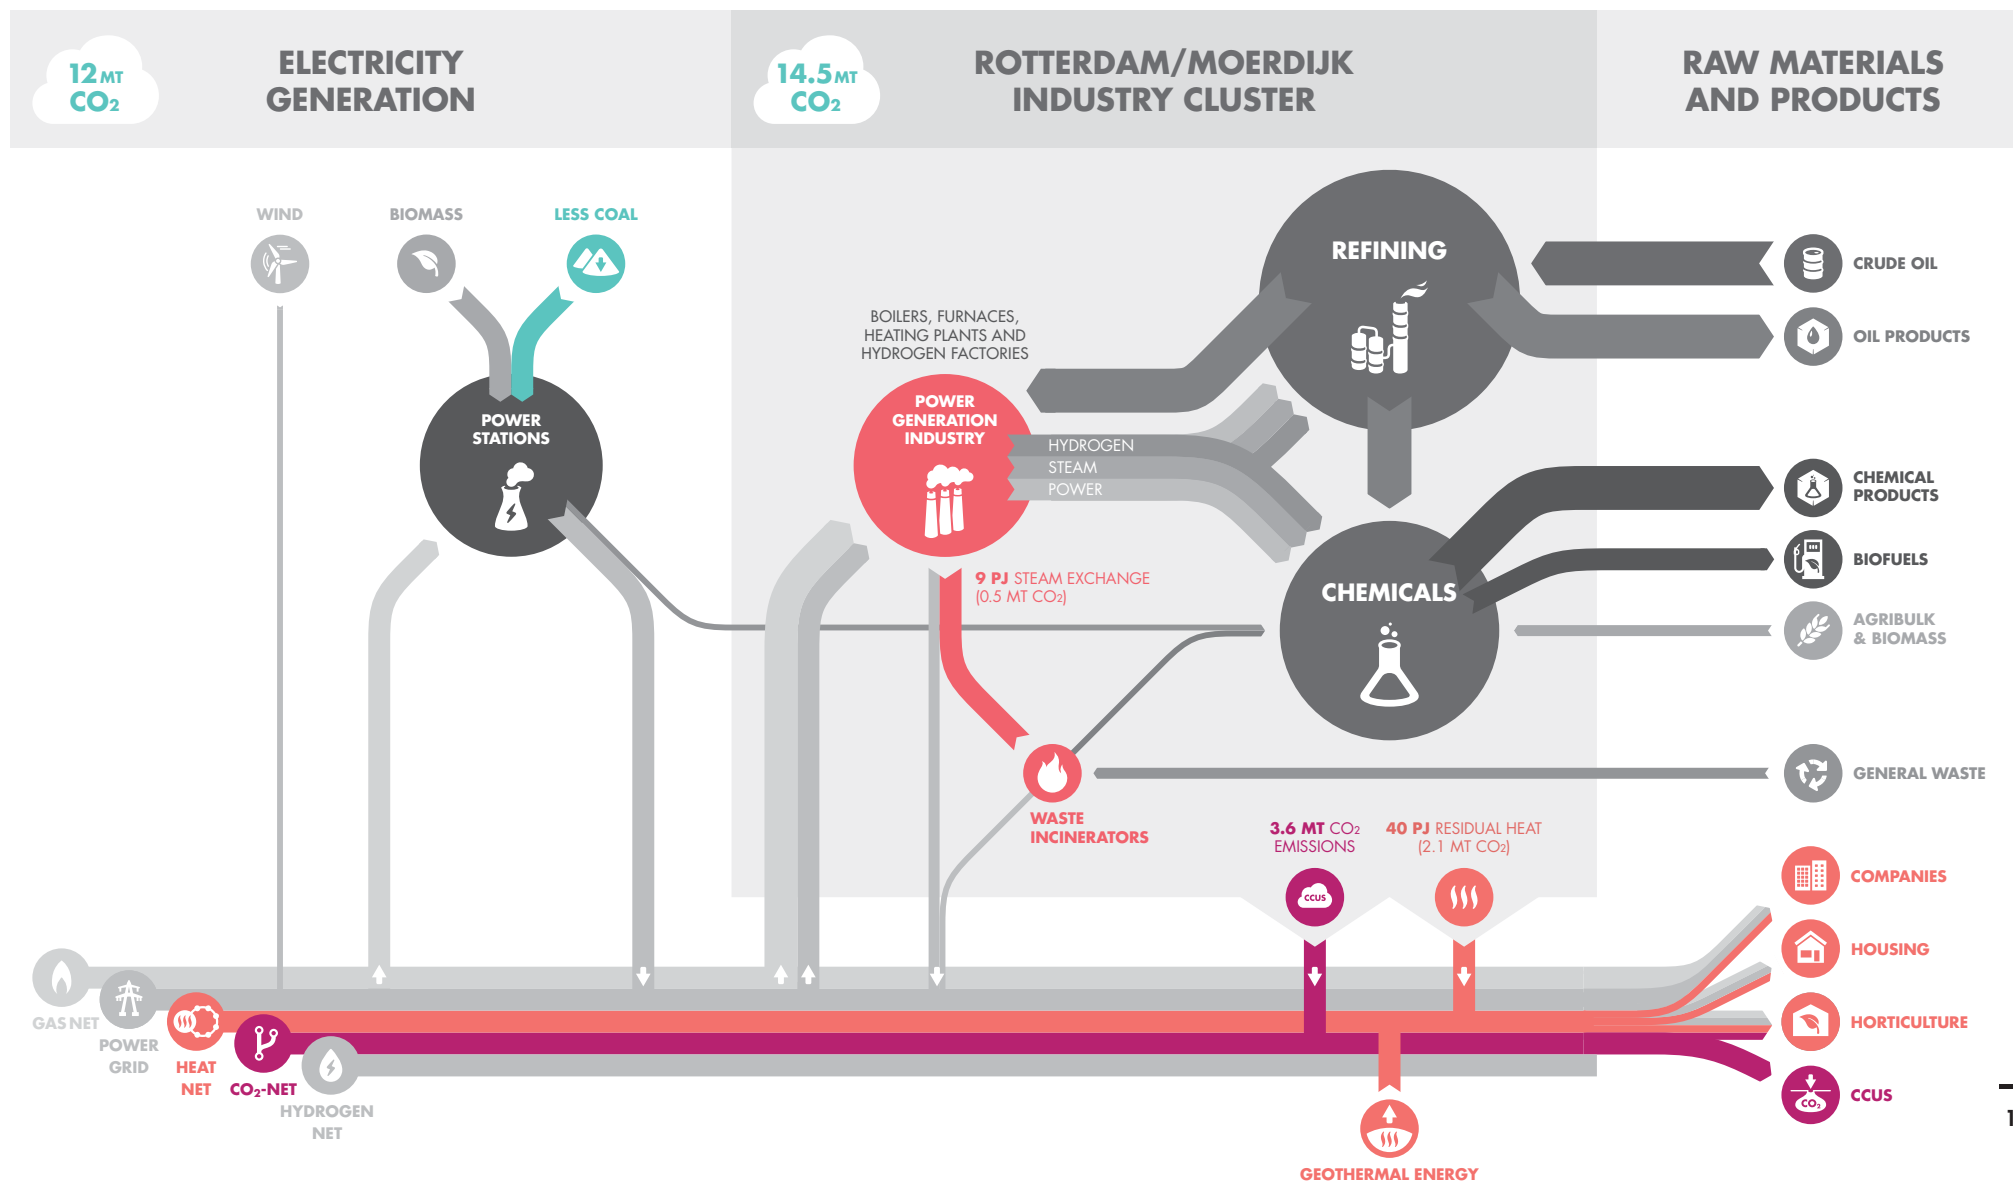 12 MT
CO2
ELECTRICITY
GENERATION
14.5 MT
CO2
ROTTERDAM/MOERDIJK
INDUSTRY CLUSTER
RAW MATERIALS
AND PRODUCTS
WIND
BIOMASS
LESS COAL
REFINING
CRUDE OIL
BOILERS, FURNACES,
HEATING PLANTS AND
HYDROGEN FACTORIES
OIL PRODUCTS
POWER
STATIONS
POWER
GENERATION
INDUSTRY
HYDROGEN
STEAM
POWER
CHEMICAL
PRODUCTS
BIOFUELS
9 PJ STEAM EXCHANGE
(0.5 MT CO2)
CHEMICALS
AGRIBULK
& BIOMASS
GENERAL WASTE
WASTE
INCINERATORS
3.6 MT CO2
EMISSIONS
40 PJ RESIDUAL HEAT
(2.1 MT CO2)
CCUS
COMPANIES
HOUSING
HORTICULTURE
CO2
CCUS
GAS NET
POWER
GRID
HEAT
NET
CO2-NET
HYDROGEN
NET
GEOTHERMAL ENERGY